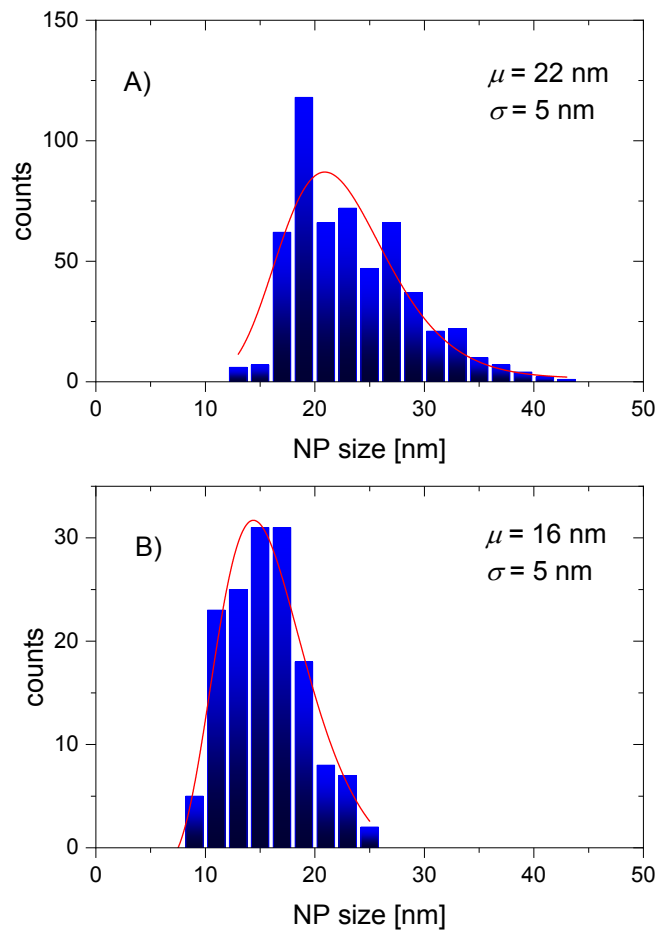 150
A)
μ = 22 nm
σ = 5 nm
100
counts
50
0
0 10 20 30 40 50
NP size [nm]
B)
μ = 16 nm
σ = 5 nm
30
20
counts
10
0
0 10 20 30 40 50
NP size [nm]